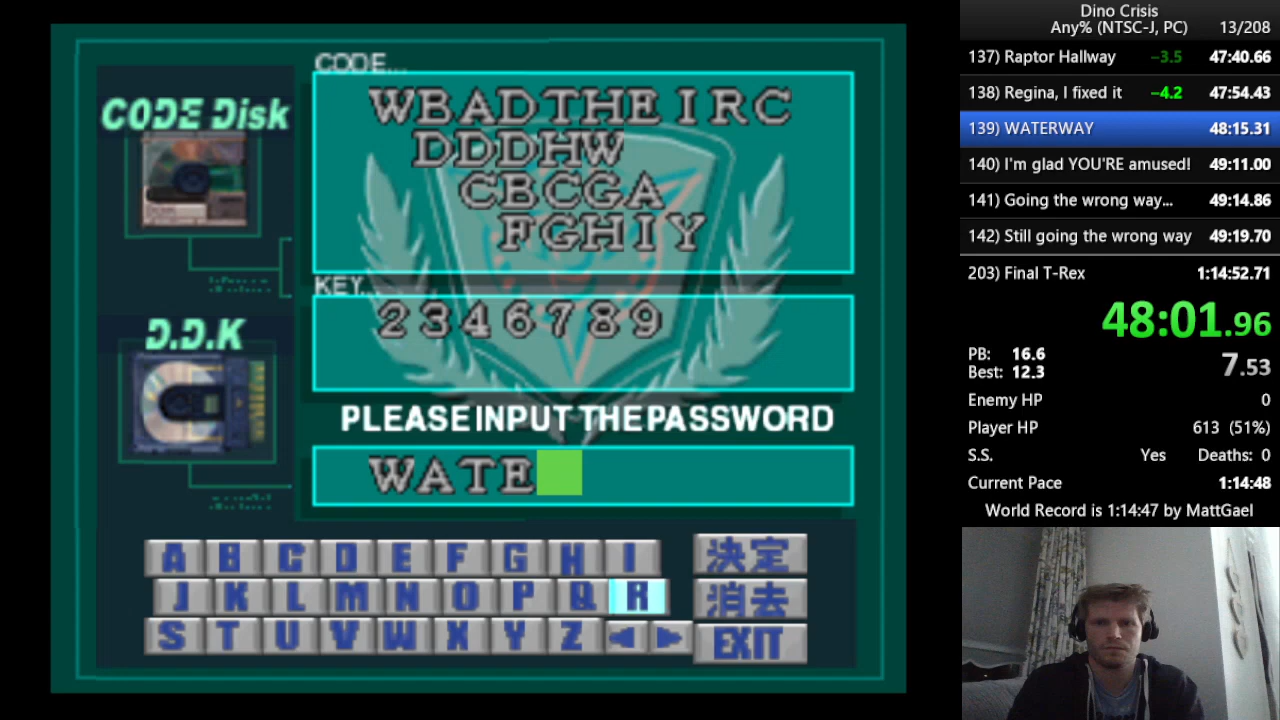 CODE...
WBADTHEIRC
DDDHW
CBCGA
FGHIY
CODE Disk
KEY...
2346789
D.D.K
PLEASE INPUT THE PASSWORD
WATE
A B C D E F G H I 決定
J K L M N O P Q R 消去
S T U V W X Y Z ◀ ▶ EXIT
Dino Crisis
Any% (NTSC-J, PC) 13/208
137) Raptor Hallway −3.5 47:40.66
138) Regina, I fixed it −4.2 47:54.43
139) WATERWAY 48:15.31
140) I'm glad YOU'RE amused! 49:11.00
141) Going the wrong way... 49:14.86
142) Still going the wrong way 49:19.70
203) Final T-Rex 1:14:52.71
48:01.96
PB: 16.6
Best: 12.3
7.53
Enemy HP 0
Player HP 613 (51%)
S.S. Yes Deaths: 0
Current Pace 1:14:48
World Record is 1:14:47 by MattGael